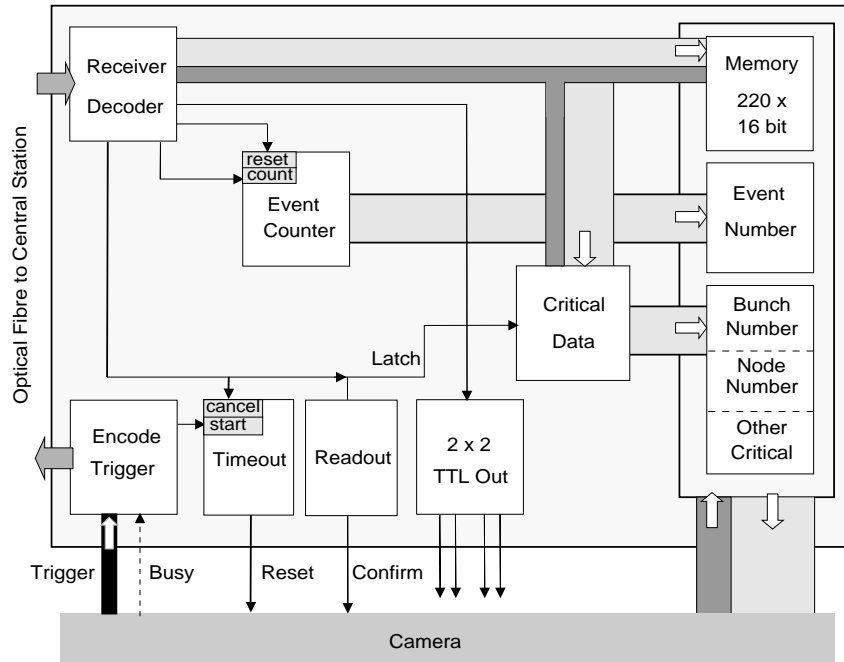 Receiver
Decoder
Memory
220 x
16 bit
reset
count
Event
Counter
Event
Number
Optical Fibre to Central Station
Critical
Data
Bunch
Number
Node
Number
Other
Critical
Latch
Encode
Trigger
cancel
start
Timeout
Readout
2 x 2
TTL Out
Trigger
Busy
Reset
Confirm
Camera